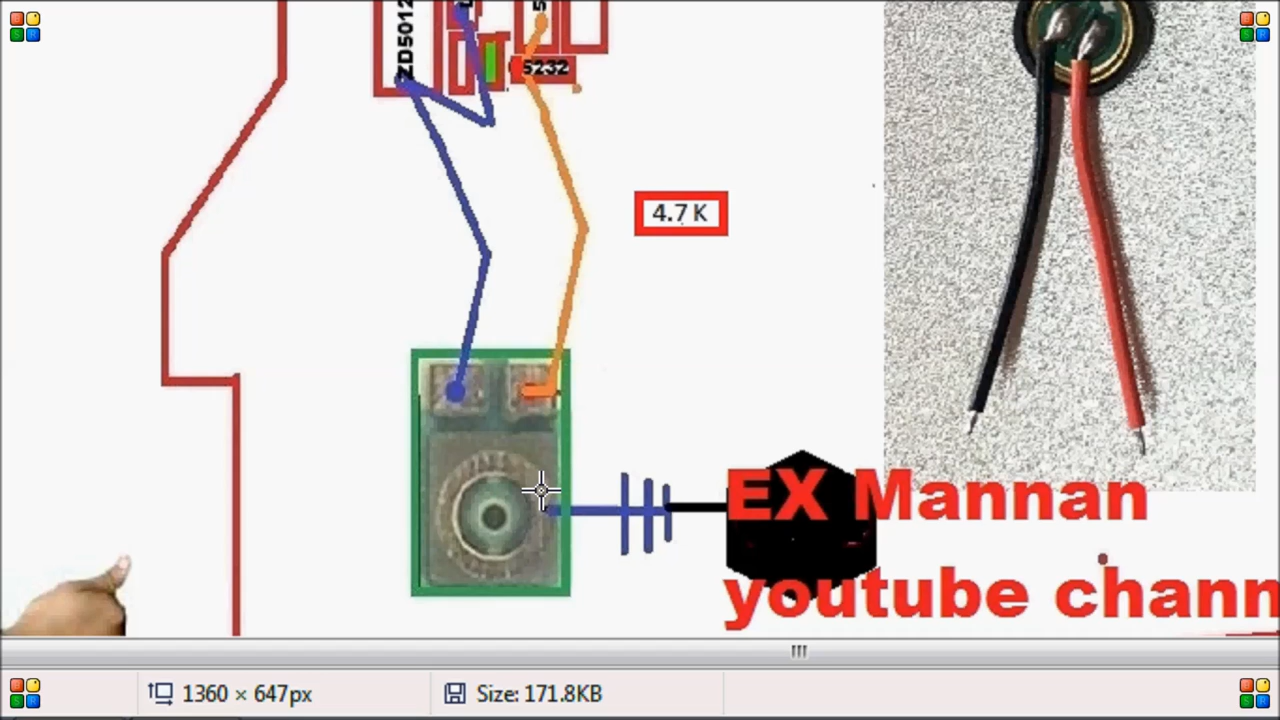 ZD5012
5232
4.7 K
EX Mannan
youtube chann
1360 × 647px
Size: 171.8KB